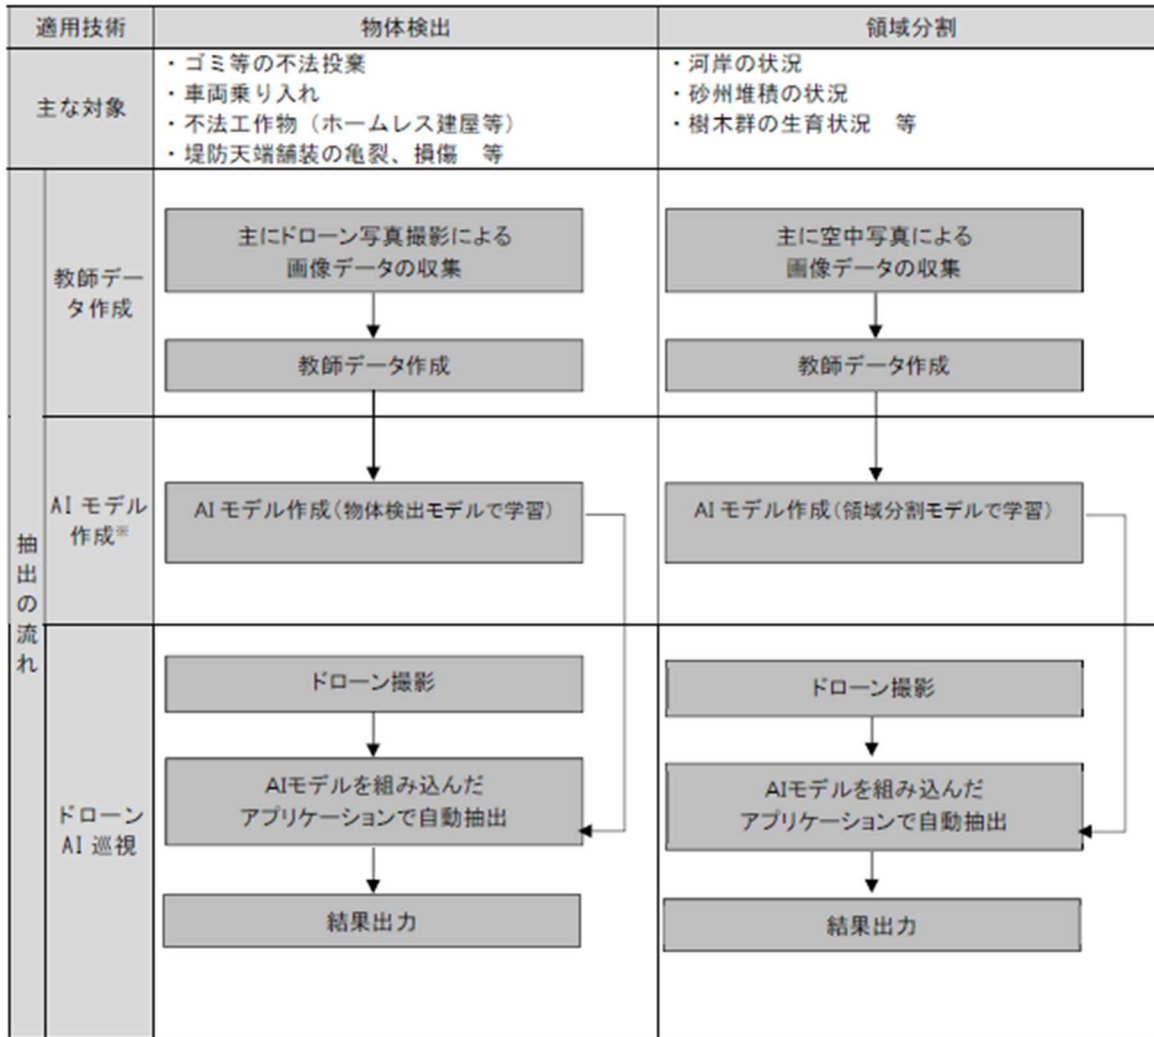 適用技術
物体検出
領域分割
主な対象
・ゴミ等の不法投棄
・車両乗り入れ
・不法工作物（ホームレス建屋等）
・堤防天端舗装の亀裂、損傷　等
・河岸の状況
・砂州堆積の状況
・樹木群の生育状況　等
抽出の流れ
教師デー
タ作成
主にドローン写真撮影による
画像データの収集
教師データ作成
主に空中写真による
画像データの収集
教師データ作成
AI モデル
作成※
AI モデル作成（物体検出モデルで学習）
AI モデル作成（領域分割モデルで学習）
ドローン
AI 巡視
ドローン撮影
AIモデルを組み込んだ
アプリケーションで自動抽出
結果出力
ドローン撮影
AIモデルを組み込んだ
アプリケーションで自動抽出
結果出力